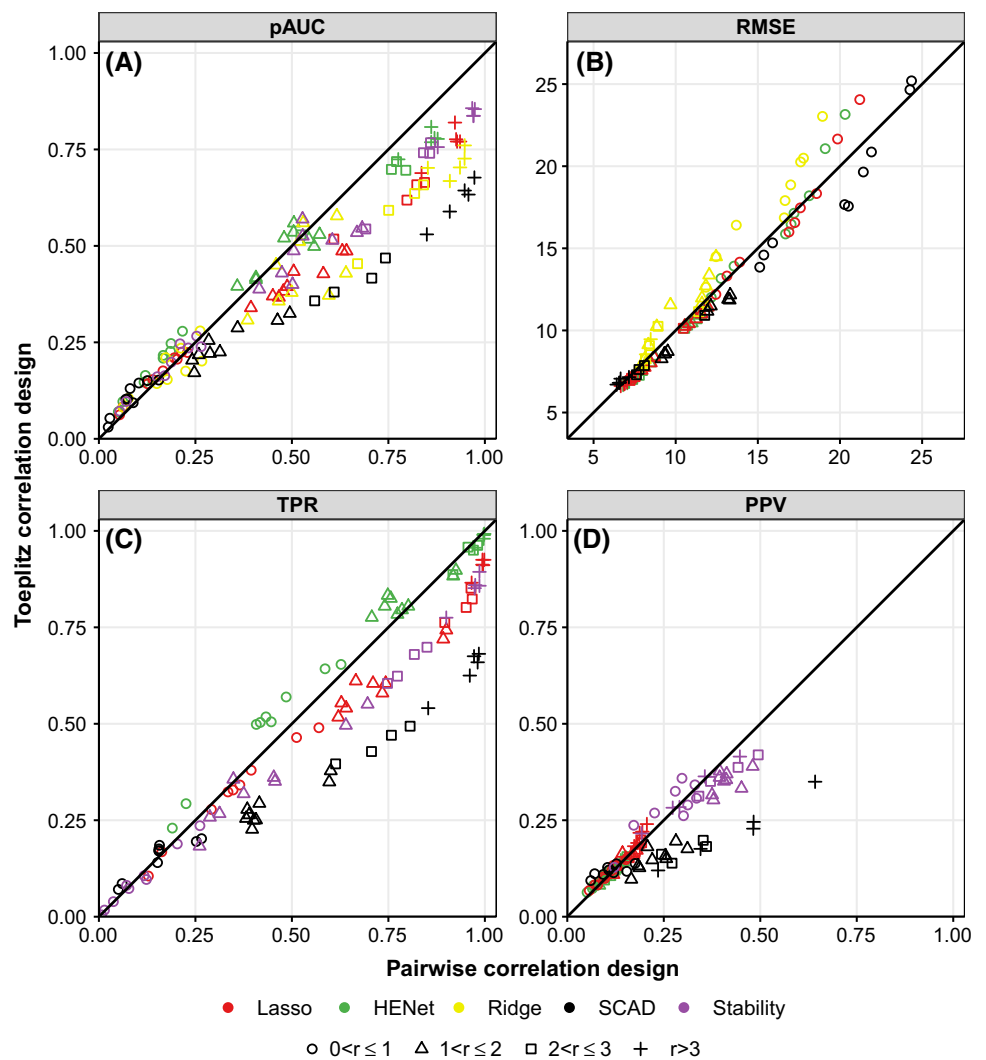 pAUC
RMSE
(A)
(B)
1.00
0.75
0.50
0.25
0.00
25
20
15
10
5
0.00 0.25 0.50 0.75 1.00
5 10 15 20 25
Toeplitz correlation design
TPR
PPV
(C)
(D)
1.00
0.75
0.50
0.25
0.00
1.00
0.75
0.50
0.25
0.00
0.00 0.25 0.50 0.75 1.00
0.00 0.25 0.50 0.75 1.00
Pairwise correlation design
Lasso HENet Ridge SCAD Stability
0<r ≤ 1 1<r ≤ 2 2<r ≤ 3 r>3